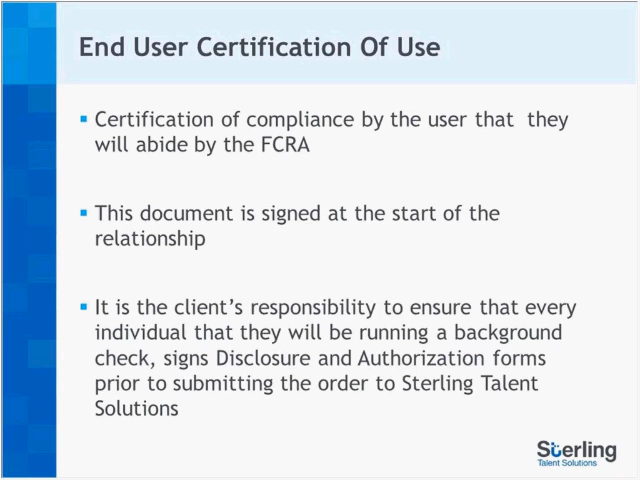 End User Certification Of Use
▪ Certification of compliance by the user that they
will abide by the FCRA
▪ This document is signed at the start of the
relationship
▪ It is the client's responsibility to ensure that every
individual that they will be running a background
check, signs Disclosure and Authorization forms
prior to submitting the order to Sterling Talent
Solutions
Sterling
Talent Solutions